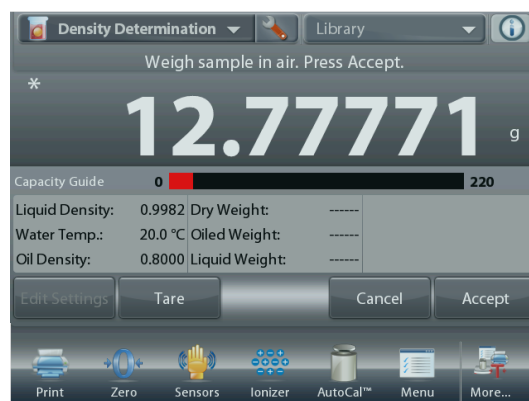 Density Determination Library
Weigh sample in air. Press Accept.
*
12.77771 g
Capacity Guide 0 220
Liquid Density: 0.9982 Dry Weight: ------
Water Temp.: 20.0 °C Oiled Weight: ------
Oil Density: 0.8000 Liquid Weight: ------
Edit Settings Tare Cancel Accept
Print Zero Sensors Ionizer AutoCal™ Menu More...